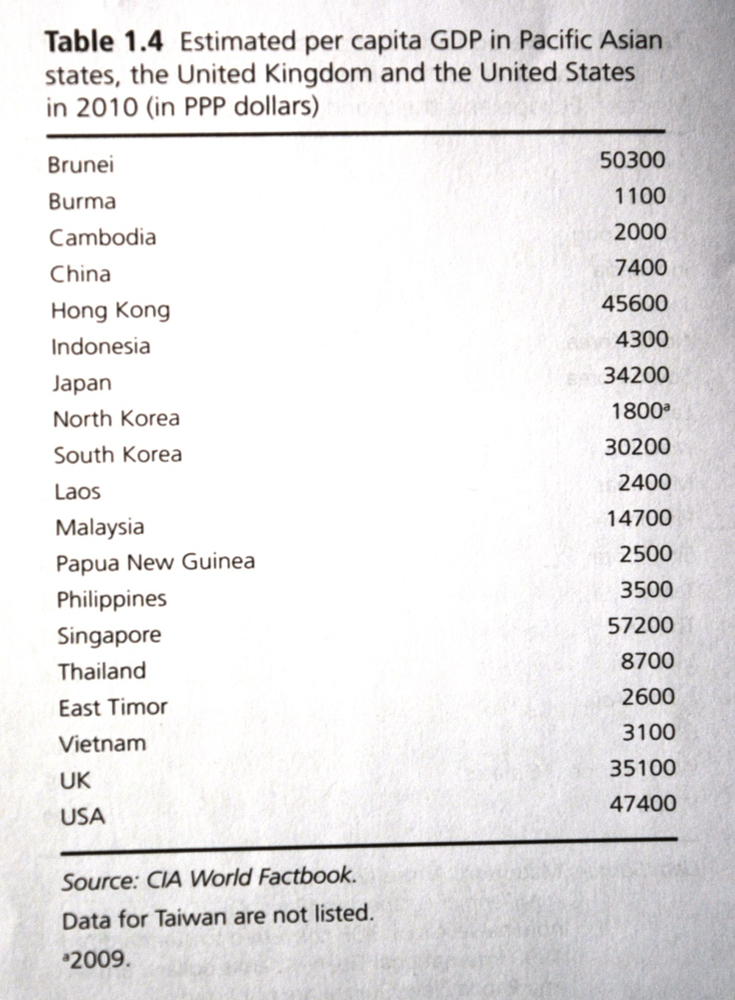 Table 1.4 Estimated per capita GDP in Pacific Asian
states, the United Kingdom and the United States
in 2010 (in PPP dollars)
Brunei 50300
Burma 1100
Cambodia 2000
China 7400
Hong Kong 45600
Indonesia 4300
Japan 34200
North Korea 1800ᵃ
South Korea 30200
Laos 2400
Malaysia 14700
Papua New Guinea 2500
Philippines 3500
Singapore 57200
Thailand 8700
East Timor 2600
Vietnam 3100
UK 35100
USA 47400
Source: CIA World Factbook.
Data for Taiwan are not listed.
ᵃ2009.